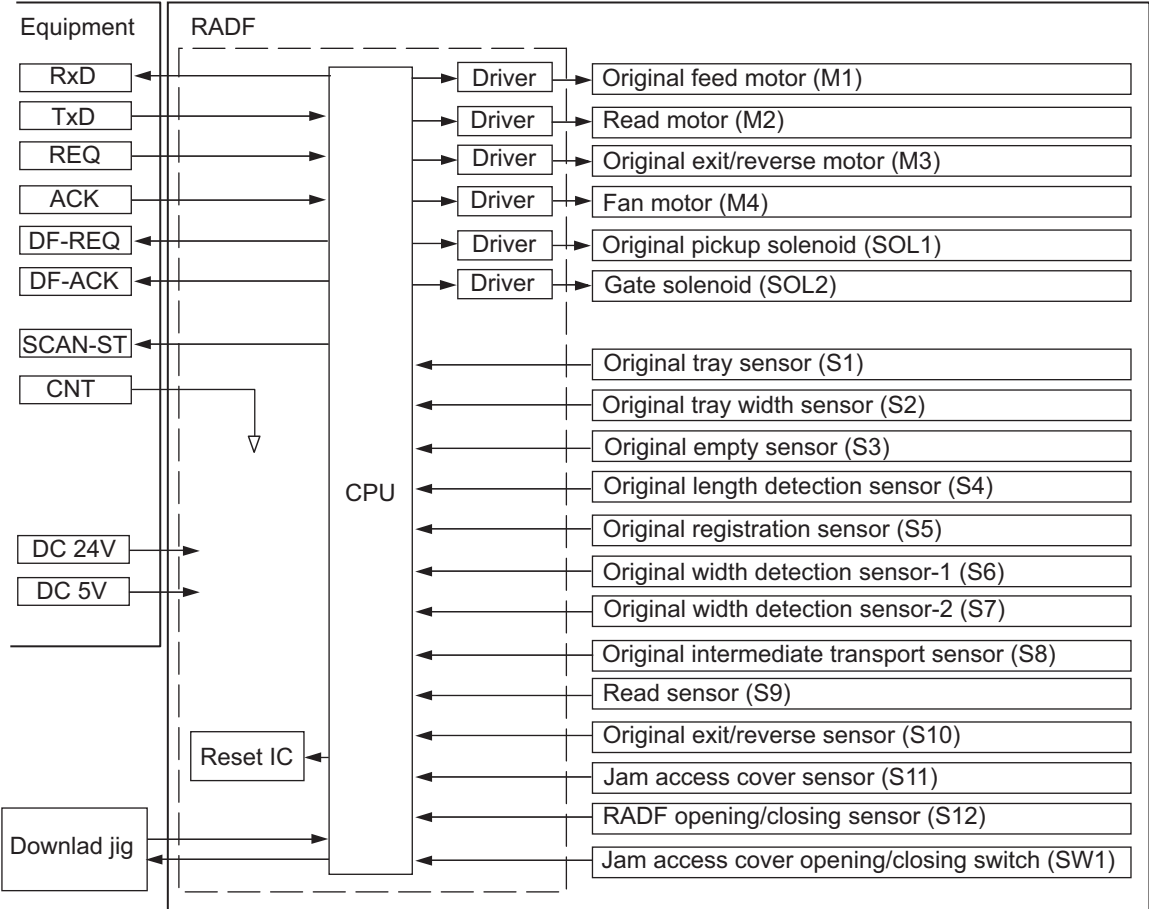 Equipment
RADF
RxD
TxD
REQ
ACK
DF-REQ
DF-ACK
SCAN-ST
CNT
DC 24V
DC 5V
Downlad jig
Reset IC
CPU
Driver
Original feed motor (M1)
Driver
Read motor (M2)
Driver
Original exit/reverse motor (M3)
Driver
Fan motor (M4)
Driver
Original pickup solenoid (SOL1)
Driver
Gate solenoid (SOL2)
Original tray sensor (S1)
Original tray width sensor (S2)
Original empty sensor (S3)
Original length detection sensor (S4)
Original registration sensor (S5)
Original width detection sensor-1 (S6)
Original width detection sensor-2 (S7)
Original intermediate transport sensor (S8)
Read sensor (S9)
Original exit/reverse sensor (S10)
Jam access cover sensor (S11)
RADF opening/closing sensor (S12)
Jam access cover opening/closing switch (SW1)